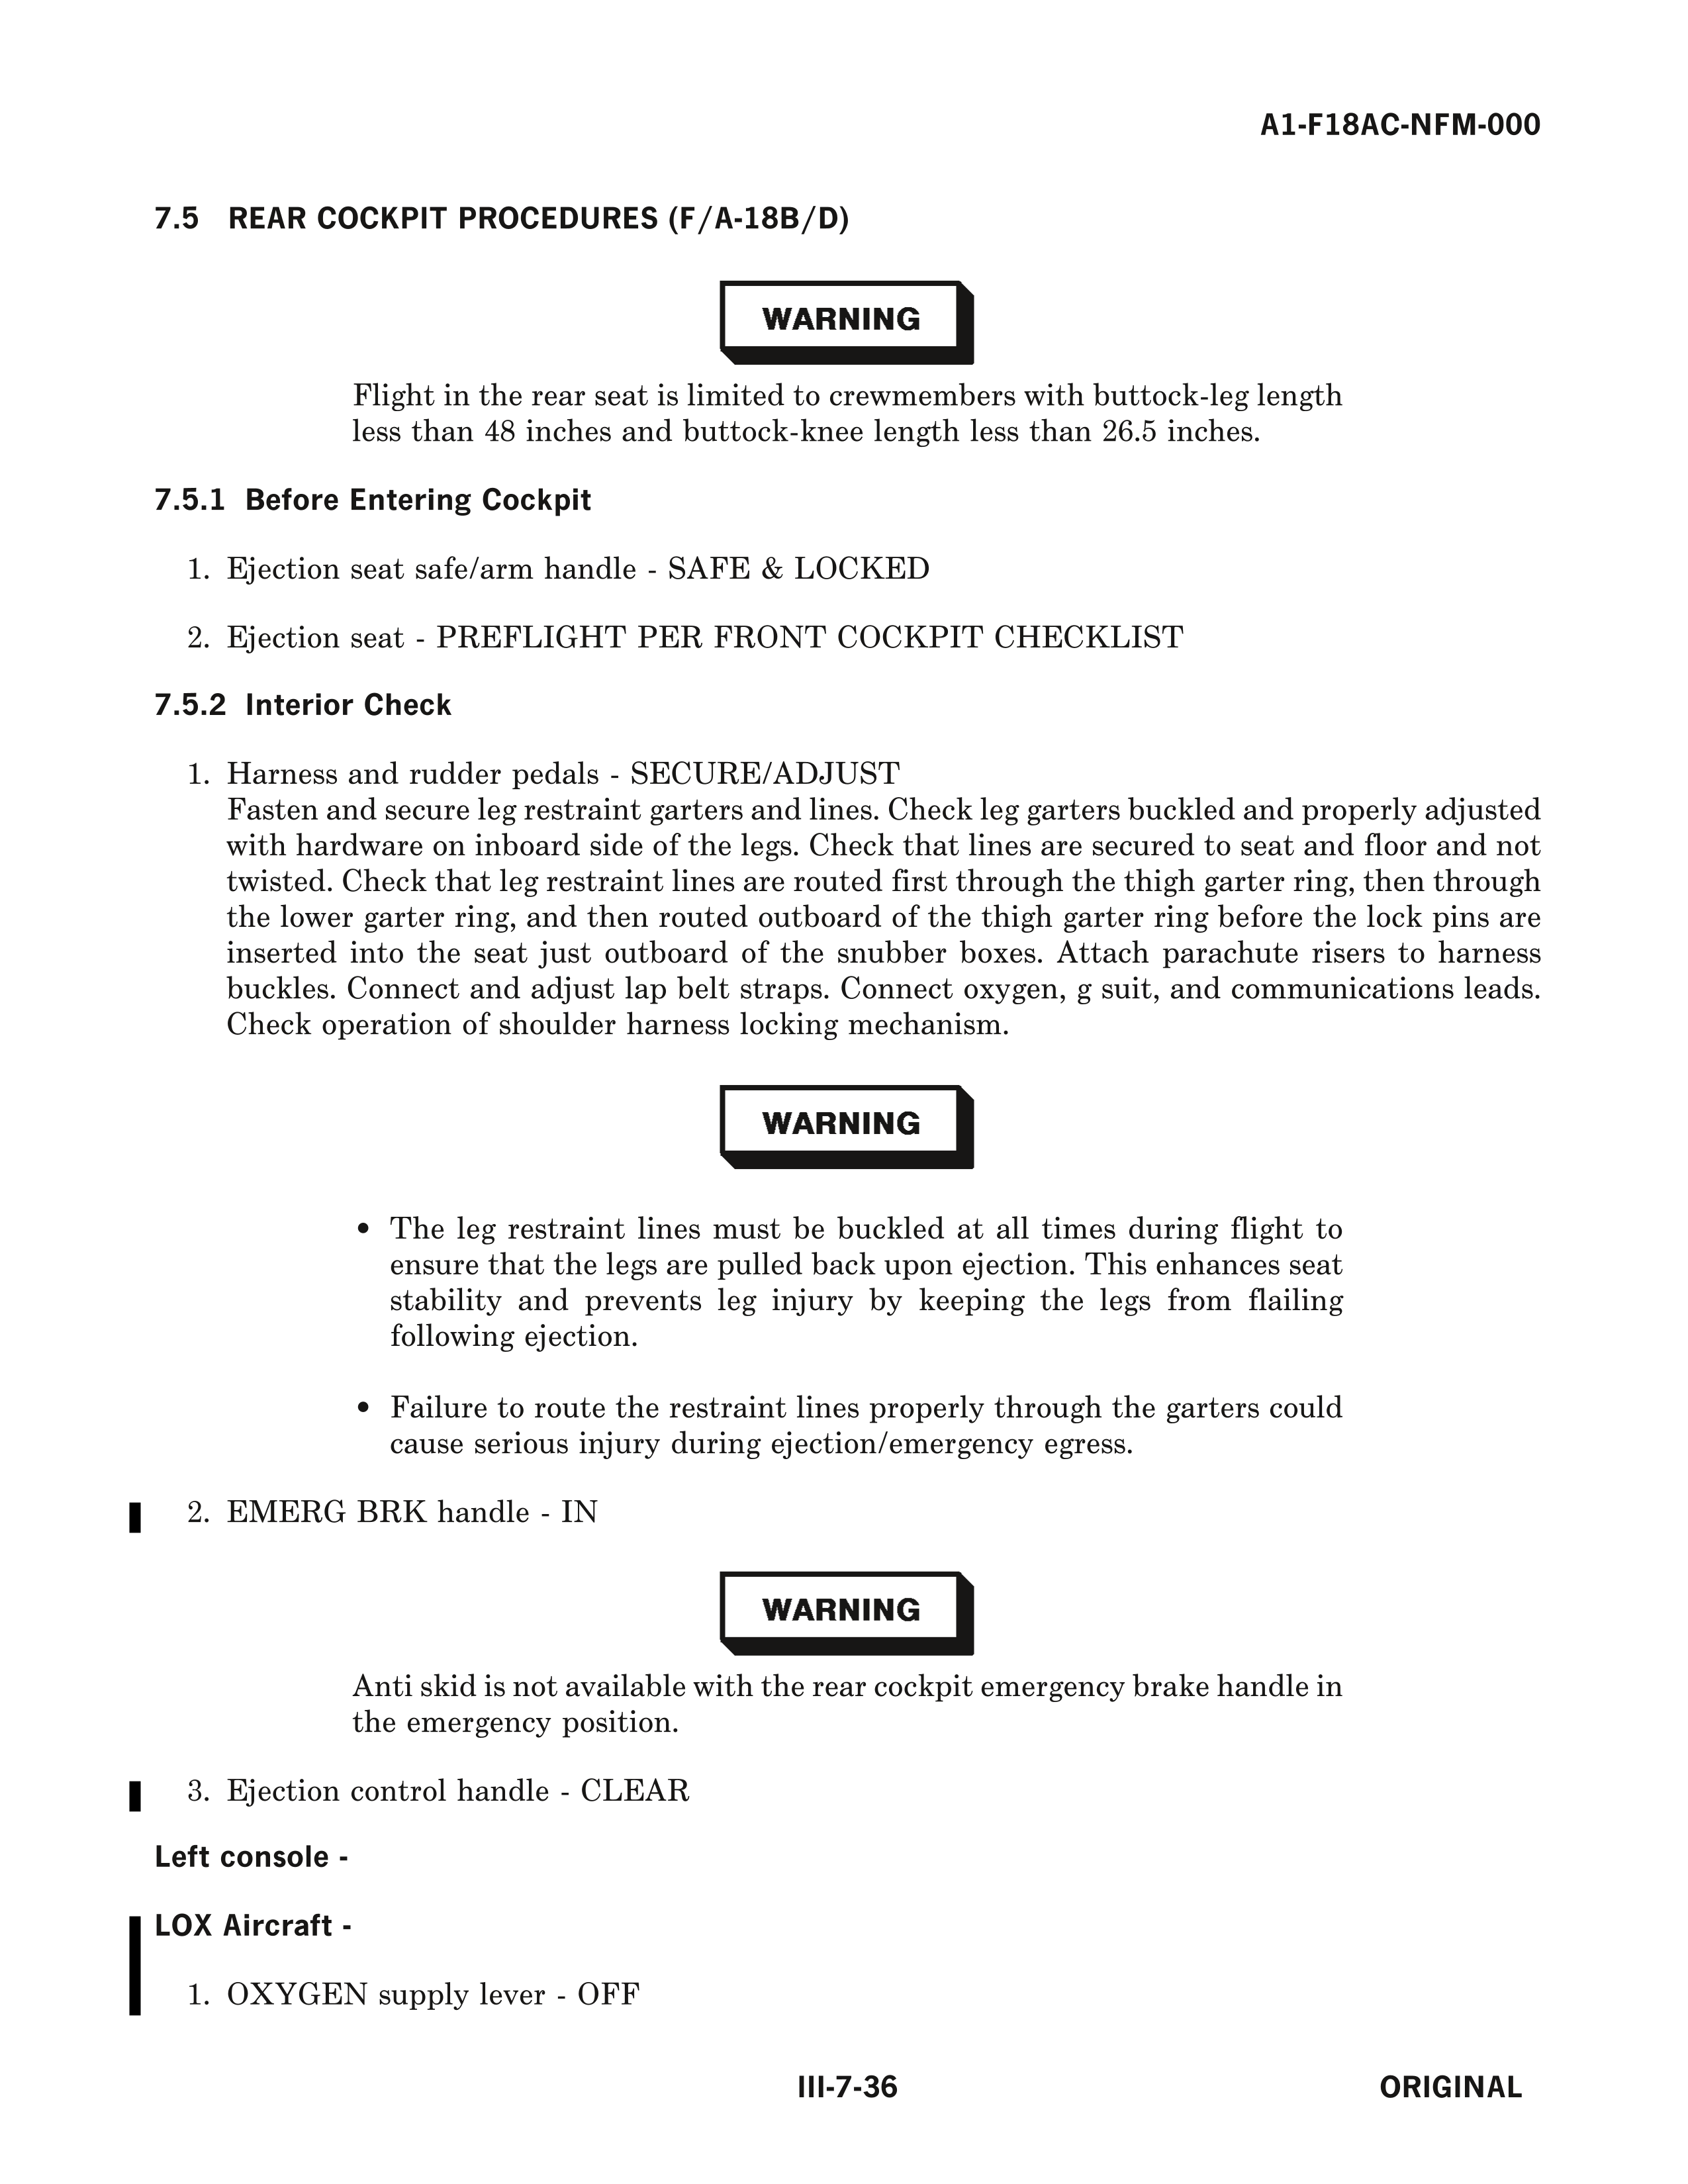 A1-F18AC-NFM-000
7.5 REAR COCKPIT PROCEDURES (F/A-18B/D)
WARNING
Flight in the rear seat is limited to crewmembers with buttock-leg length
less than 48 inches and buttock-knee length less than 26.5 inches.
7.5.1 Before Entering Cockpit
1. Ejection seat safe/arm handle - SAFE & LOCKED
2. Ejection seat - PREFLIGHT PER FRONT COCKPIT CHECKLIST
7.5.2 Interior Check
1. Harness and rudder pedals - SECURE/ADJUST
Fasten and secure leg restraint garters and lines. Check leg garters buckled and properly adjusted
with hardware on inboard side of the legs. Check that lines are secured to seat and floor and not
twisted. Check that leg restraint lines are routed first through the thigh garter ring, then through
the lower garter ring, and then routed outboard of the thigh garter ring before the lock pins are
inserted into the seat just outboard of the snubber boxes. Attach parachute risers to harness
buckles. Connect and adjust lap belt straps. Connect oxygen, g suit, and communications leads.
Check operation of shoulder harness locking mechanism.
WARNING
• The leg restraint lines must be buckled at all times during flight to
ensure that the legs are pulled back upon ejection. This enhances seat
stability and prevents leg injury by keeping the legs from flailing
following ejection.
• Failure to route the restraint lines properly through the garters could
cause serious injury during ejection/emergency egress.
2. EMERG BRK handle - IN
WARNING
Anti skid is not available with the rear cockpit emergency brake handle in
the emergency position.
3. Ejection control handle - CLEAR
Left console -
LOX Aircraft -
1. OXYGEN supply lever - OFF
III-7-36
ORIGINAL